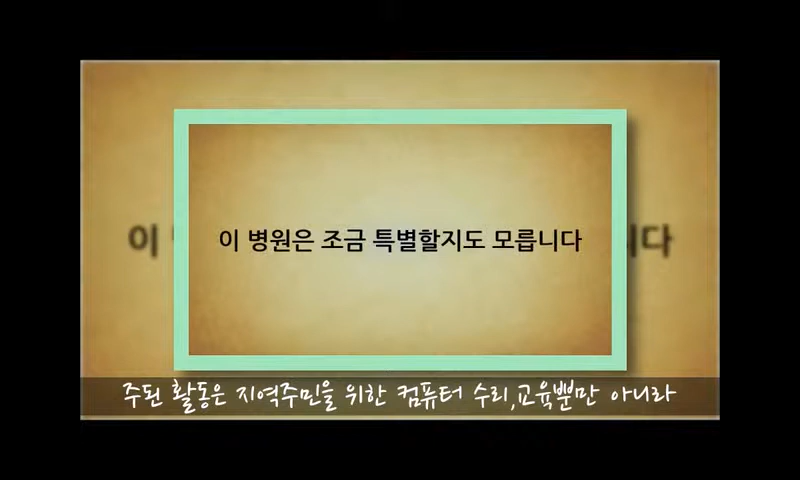 이 병원은 조금 특별할지도 모릅니다
주된 활동은 지역주민을 위한 컴퓨터 수리,교육뿐만 아니라